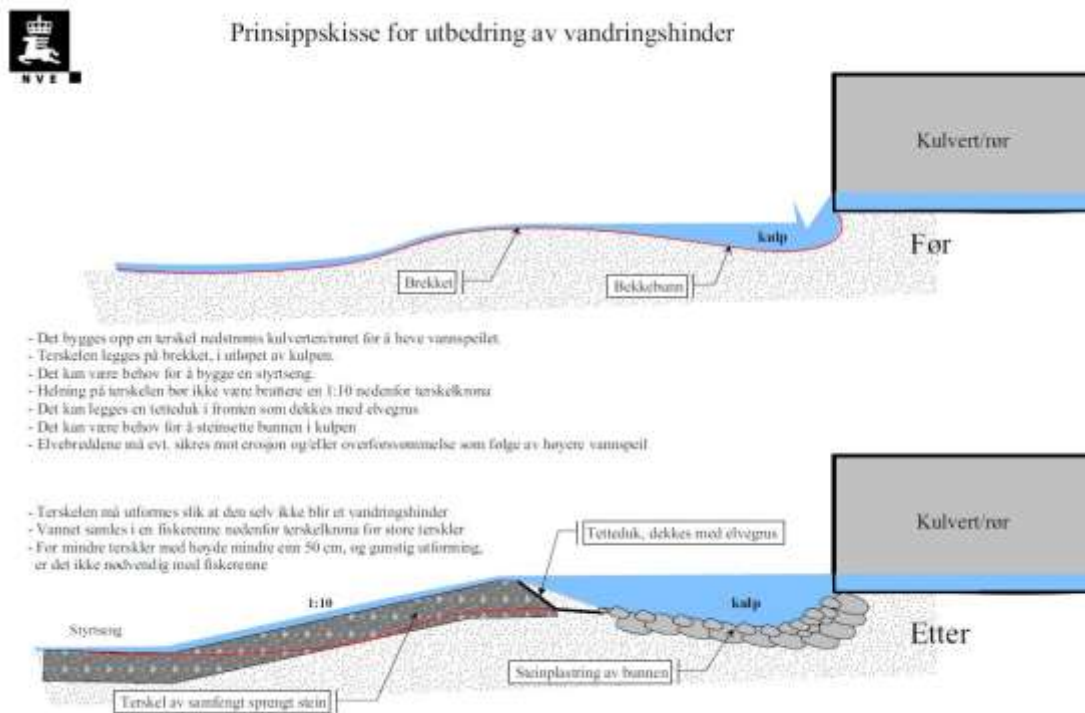 Prinsippskisse for utbedring av vandringshinder
NVE
Kulvert/rør
kulp
Før
Brekket
Bekkebunn
- Det bygges opp en terskel nedstrøms kulverten/røret for å heve vannspeilet.
- Terskelen legges på brekket, i utløpet av kulpen.
- Det kan være behov for å bygge en styrtseng.
- Helning på terskelen bør ikke være brattere en 1:10 nedenfor terskelkrona
- Det kan legges en tetteduk i fronten som dekkes med elvegrus
- Det kan være behov for å steinsette bunnen i kulpen
- Elvebreddene må evt. sikres mot erosjon og/eller oversvømmelse som følge av høyere vannspeil
- Terskelen må utformes slik at den selv ikke blir et vandringshinder
- Vannet samles i en fiskerenne nedenfor terskelkrona for store terskler
- For mindre terskler med høyde mindre enn 50 cm, og gunstig utforming,
er det ikke nødvendig med fiskerenne
Tetteduk, dekkes med elvegrus
Kulvert/rør
1:10
kulp
Styrtseng
Etter
Steinplastring av bunnen
Terskel av samfengt sprengt stein